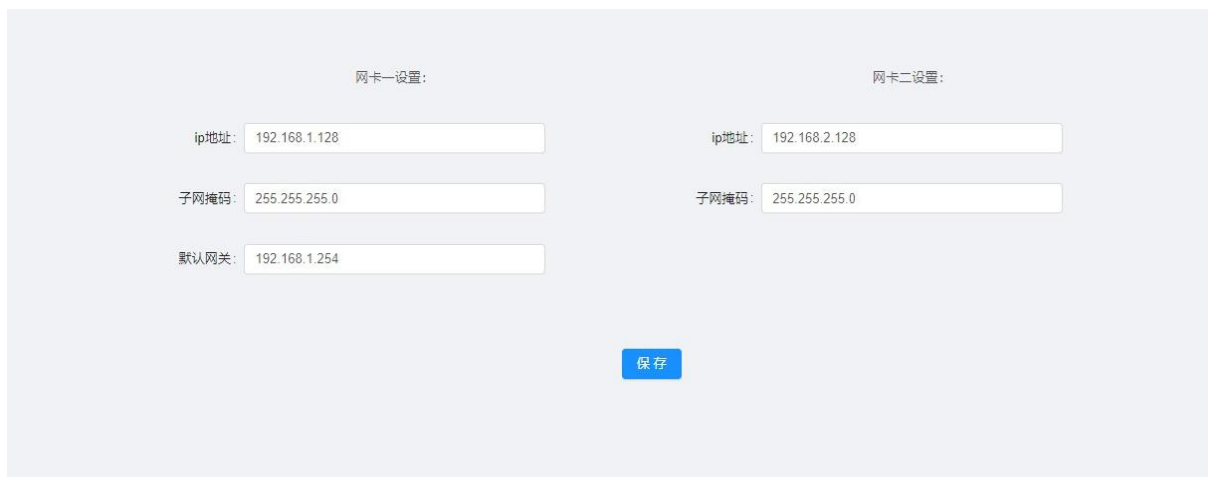 网卡一设置：
网卡二设置：
ip地址：
192.168.1.128
ip地址：
192.168.2.128
子网掩码：
255.255.255.0
子网掩码：
255.255.255.0
默认网关：
192.168.1.254
保存